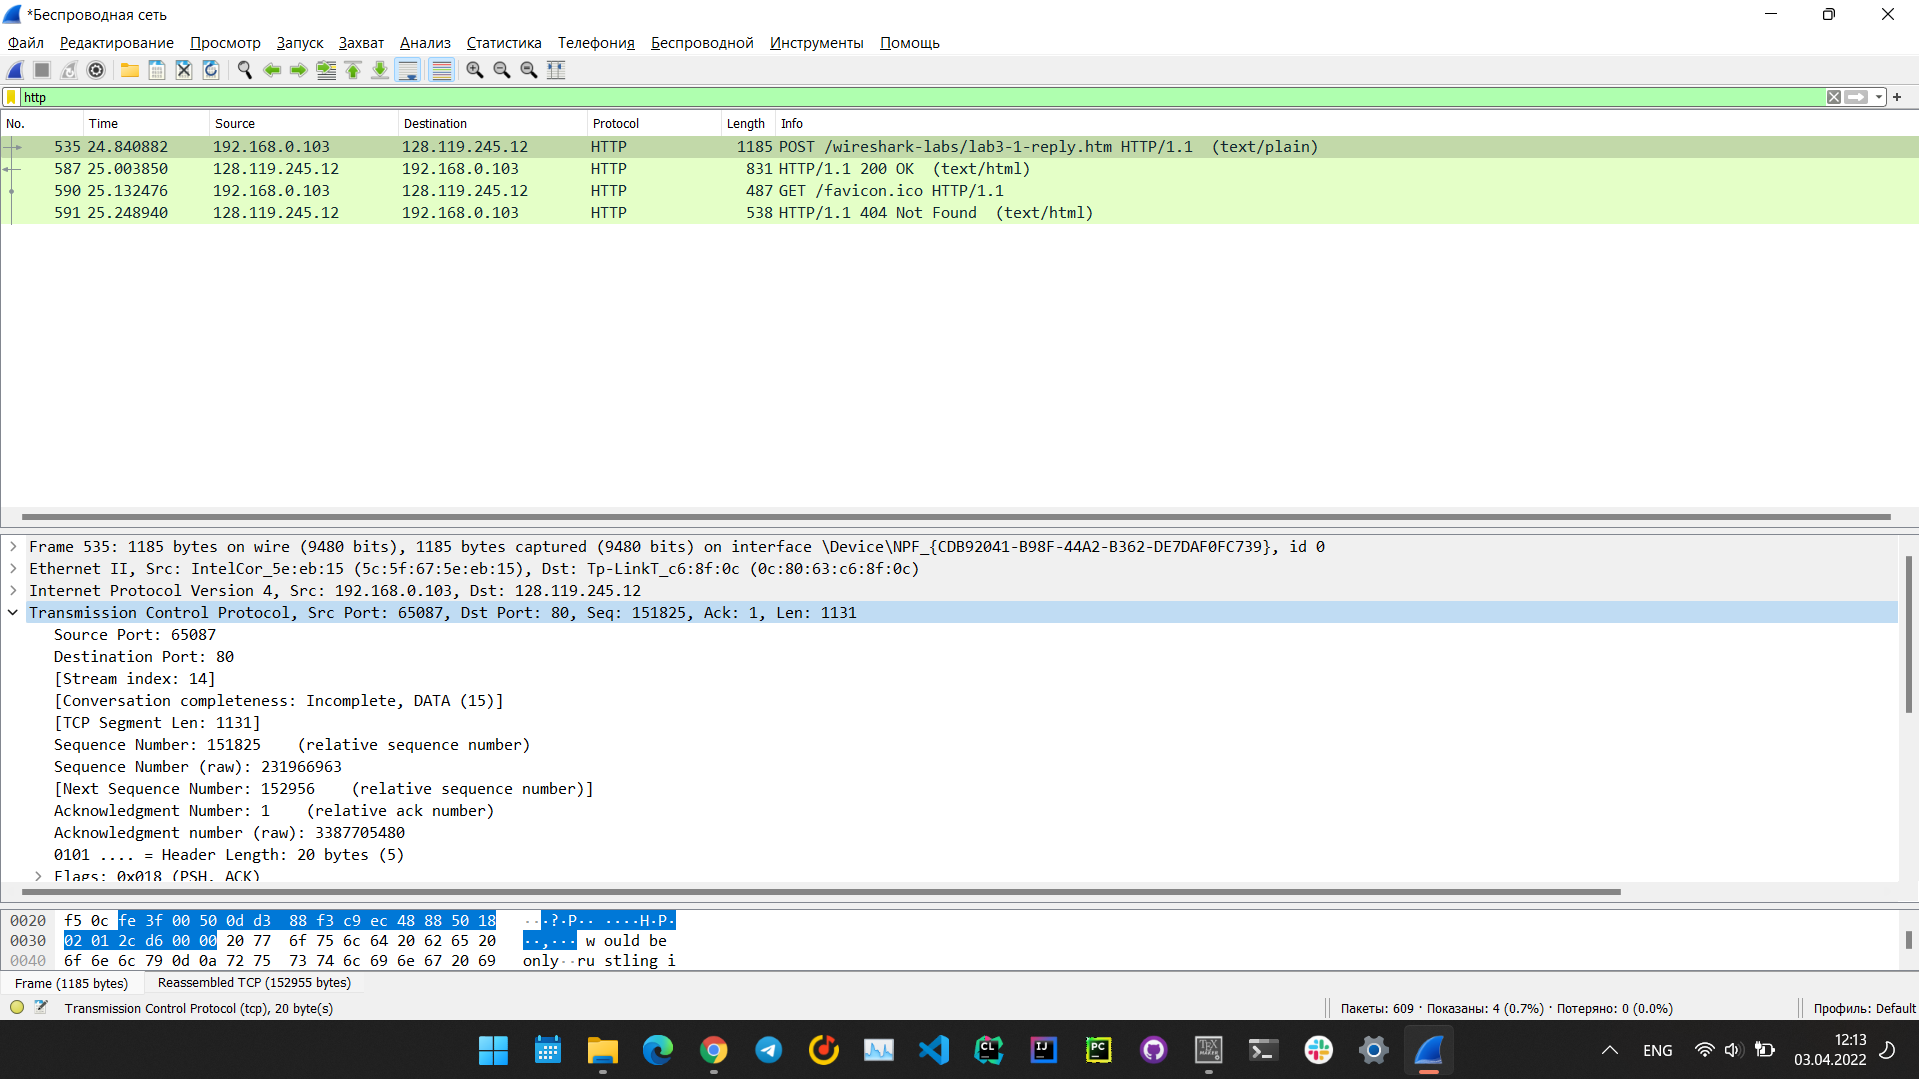 *Беспроводная сеть
Файл Редактирование Просмотр Запуск Захват Анализ Статистика Телефония Беспроводной Инструменты Помощь
http
No. Time Source Destination Protocol Length Info
535 24.840882 192.168.0.103 128.119.245.12 HTTP 1185 POST /wireshark-labs/lab3-1-reply.htm HTTP/1.1 (text/plain)
587 25.003850 128.119.245.12 192.168.0.103 HTTP 831 HTTP/1.1 200 OK (text/html)
590 25.132476 192.168.0.103 128.119.245.12 HTTP 487 GET /favicon.ico HTTP/1.1
591 25.248940 128.119.245.12 192.168.0.103 HTTP 538 HTTP/1.1 404 Not Found (text/html)
Frame 535: 1185 bytes on wire (9480 bits), 1185 bytes captured (9480 bits) on interface \Device\NPF_{CDB92041-B98F-44A2-B362-DE7DAF0FC739}, id 0
Ethernet II, Src: IntelCor_5e:eb:15 (5c:5f:67:5e:eb:15), Dst: Tp-LinkT_c6:8f:0c (0c:80:63:c6:8f:0c)
Internet Protocol Version 4, Src: 192.168.0.103, Dst: 128.119.245.12
Transmission Control Protocol, Src Port: 65087, Dst Port: 80, Seq: 151825, Ack: 1, Len: 1131
Source Port: 65087
Destination Port: 80
[Stream index: 14]
[Conversation completeness: Incomplete, DATA (15)]
[TCP Segment Len: 1131]
Sequence Number: 151825 (relative sequence number)
Sequence Number (raw): 231966963
[Next Sequence Number: 152956 (relative sequence number)]
Acknowledgment Number: 1 (relative ack number)
Acknowledgment number (raw): 3387705480
0101 .... = Header Length: 20 bytes (5)
Flags: 0x018 (PSH, ACK)
0020 f5 0c fe 3f 00 50 0d d3 88 f3 c9 ec 48 88 50 18 ···?·P·· ····H·P·
0030 02 01 2c d6 00 00 20 77 6f 75 6c 64 20 62 65 20 ··,··· w ould be
0040 6f 6e 6c 79 0d 0a 72 75 73 74 6c 69 6e 67 20 69 only··ru stling i
Frame (1185 bytes) Reassembled TCP (152955 bytes)
Transmission Control Protocol (tcp), 20 byte(s) Пакеты: 609 · Показаны: 4 (0.7%) · Потеряно: 0 (0.0%) Профиль: Default
CL IJ PC TEX MAKER ENG 12:13
03.04.2022